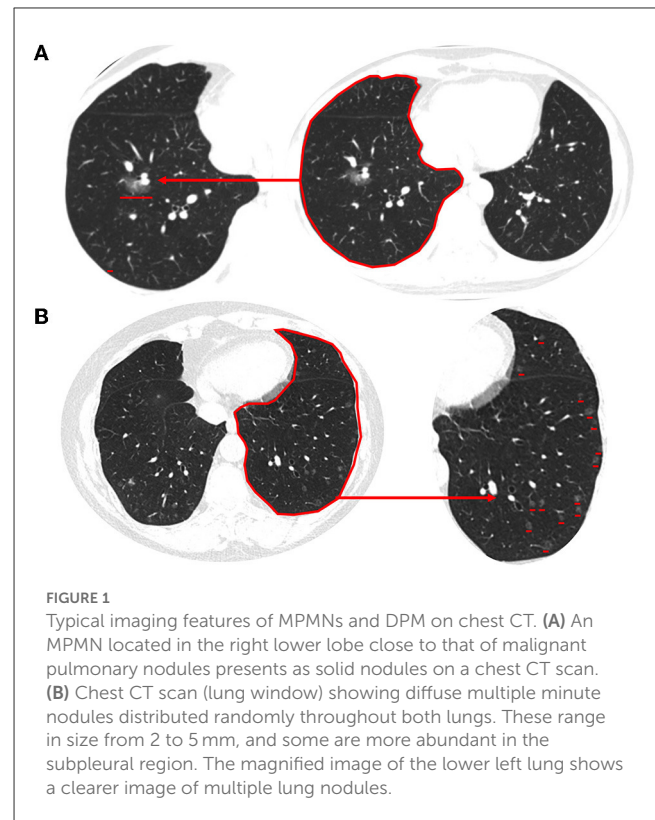 A
B
FIGURE 1
Typical imaging features of MPMNs and DPM on chest CT. (A) An
MPMN located in the right lower lobe close to that of malignant
pulmonary nodules presents as solid nodules on a chest CT scan.
(B) Chest CT scan (lung window) showing diffuse multiple minute
nodules distributed randomly throughout both lungs. These range
in size from 2 to 5 mm, and some are more abundant in the
subpleural region. The magnified image of the lower left lung shows
a clearer image of multiple lung nodules.